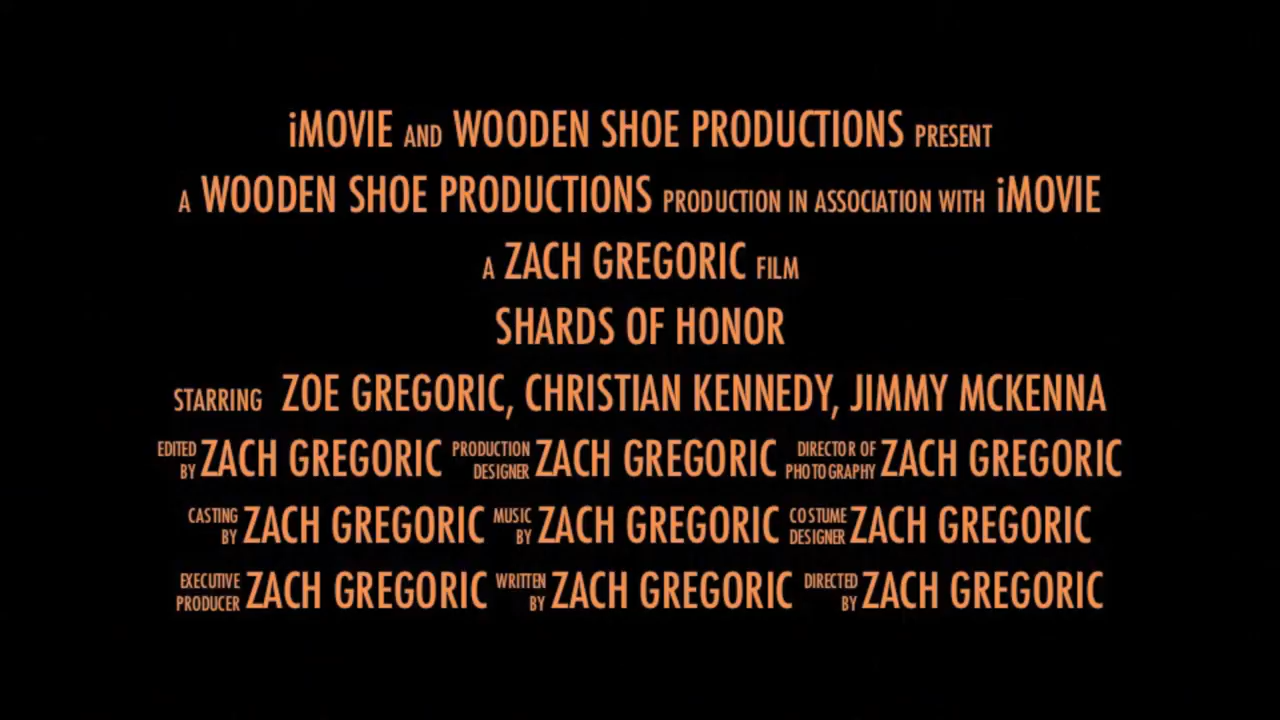 iMOVIE AND WOODEN SHOE PRODUCTIONS PRESENT
A WOODEN SHOE PRODUCTIONS PRODUCTION IN ASSOCIATION WITH iMOVIE
A ZACH GREGORIC FILM
SHARDS OF HONOR
STARRING ZOE GREGORIC, CHRISTIAN KENNEDY, JIMMY MCKENNA
EDITED BY ZACH GREGORIC PRODUCTION DESIGNER ZACH GREGORIC DIRECTOR OF PHOTOGRAPHY ZACH GREGORIC
CASTING BY ZACH GREGORIC MUSIC BY ZACH GREGORIC COSTUME DESIGNER ZACH GREGORIC
EXECUTIVE PRODUCER ZACH GREGORIC WRITTEN BY ZACH GREGORIC DIRECTED BY ZACH GREGORIC